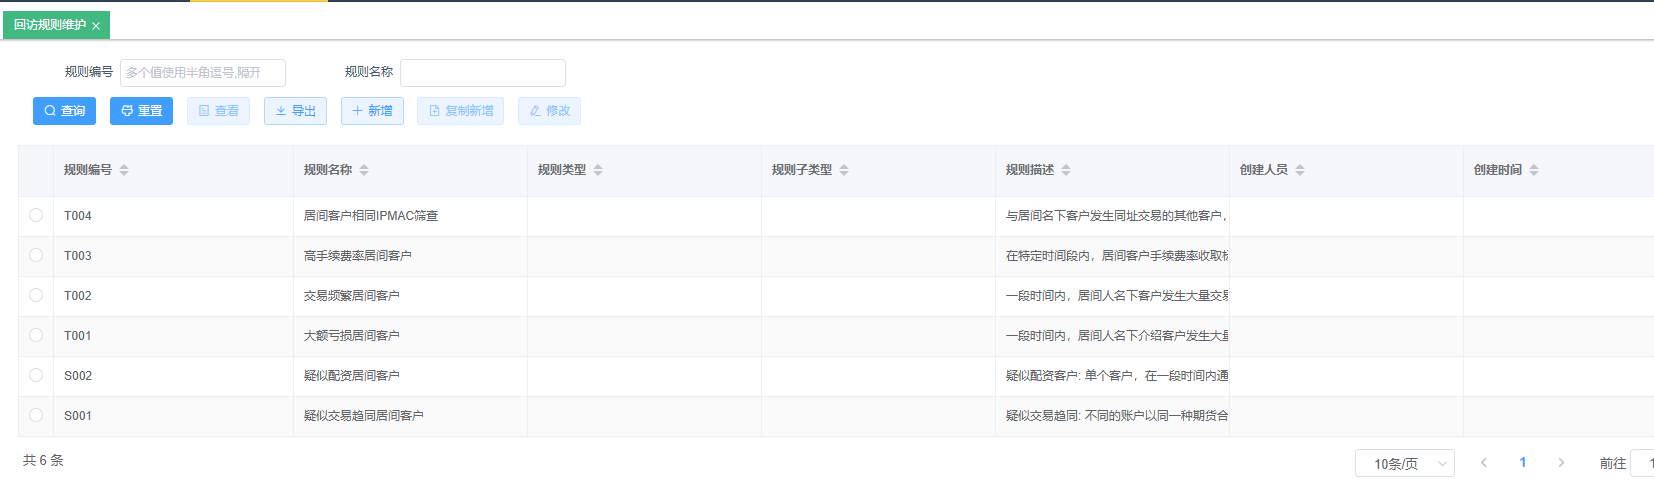 回访规则维护
规则编号 多个值使用半角逗号,隔开 规则名称
查询 重置 查看 导出 新增 复制新增 修改
规则编号 规则名称 规则类型 规则子类型 规则描述 创建人员 创建时间
T004 居间客户相同IPMAC筛查 与居间名下客户发生同址交易的其他客户，
T003 高手续费率居间客户 在特定时间段内，居间客户手续费率收取标
T002 交易频繁居间客户 一段时间内，居间人名下客户发生大量交易
T001 大额亏损居间客户 一段时间内，居间人名下介绍客户发生大量
S002 疑似配资居间客户 疑似配资客户: 单个客户，在一段时间内通
S001 疑似交易趋同居间客户 疑似交易趋同: 不同的账户以同一种期货合
共 6 条 10条/页 1 前往 1